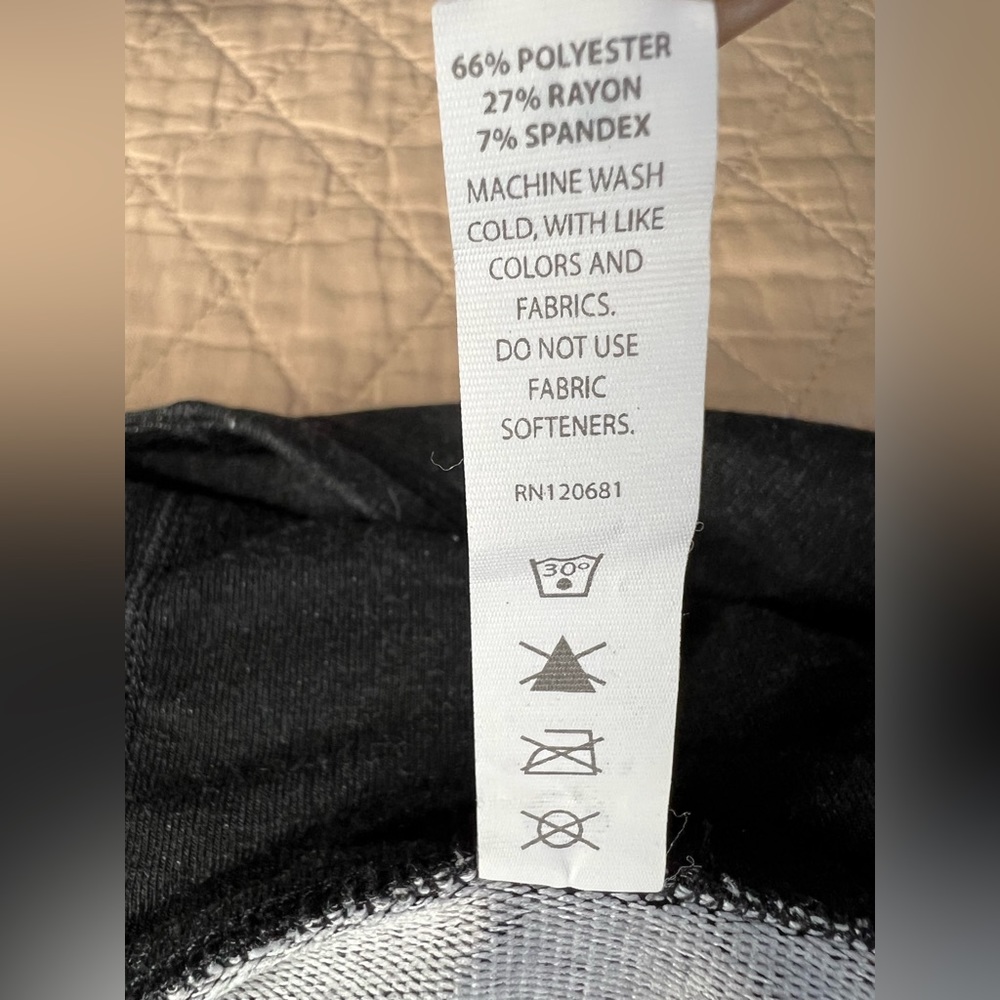 66% POLYESTER
27% RAYON
7% SPANDEX
MACHINE WASH
COLD, WITH LIKE
COLORS AND
FABRICS.
DO NOT USE
FABRIC
SOFTENERS.
RN120681
30°